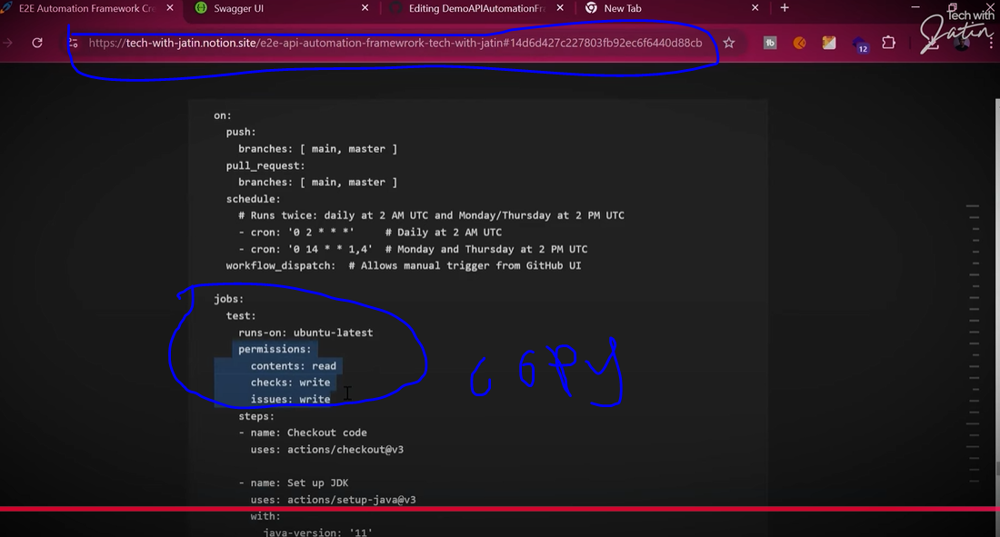 E2E Automation Framework Cre
Swagger UI
Editing DemoAPIAutomationFra
New Tab
https://tech-with-jatin.notion.site/e2e-api-automation-framewrork-tech-with-jatin#14d6d427c227803fb92ec6f6440d88cb
fb
12
Tech with
Jatin
on:
push:
branches: [ main, master ]
pull_request:
branches: [ main, master ]
schedule:
# Runs twice: daily at 2 AM UTC and Monday/Thursday at 2 PM UTC
- cron: '0 2 * * *' # Daily at 2 AM UTC
- cron: '0 14 * * 1,4' # Monday and Thursday at 2 PM UTC
workflow_dispatch: # Allows manual trigger from GitHub UI
jobs:
test:
runs-on: ubuntu-latest
permissions:
contents: read
checks: write
issues: write
COPY
steps:
- name: Checkout code
uses: actions/checkout@v3
- name: Set up JDK
uses: actions/setup-java@v3
with:
java-version: '11'